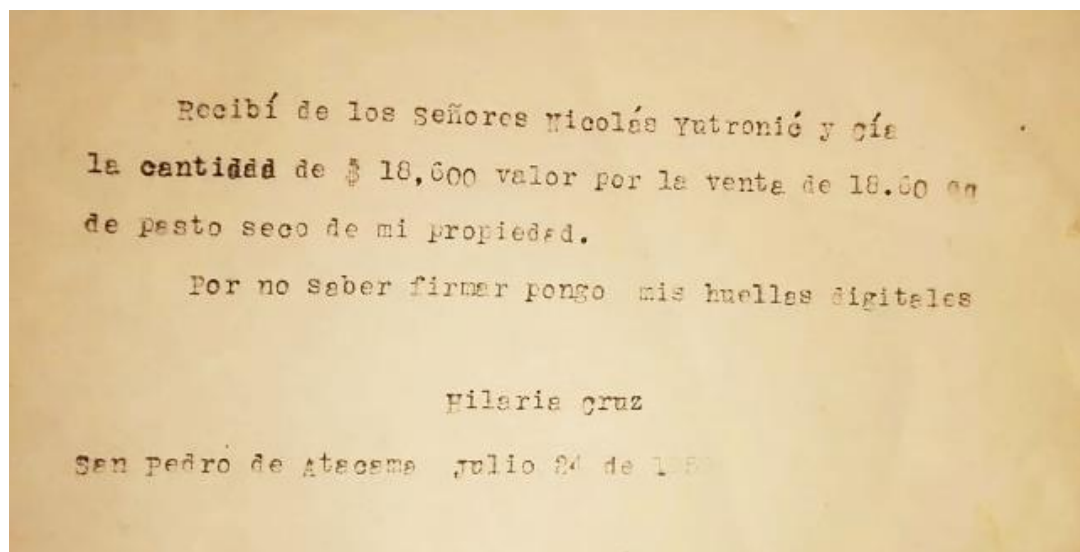 Recibí de los Señores Nicolás Yutronió y Cía
la cantidad de $ 18,600 valor por la venta de 18.60 qq
de pasto seco de mi propiedad.
Por no saber firmar pongo mis huellas digitales
Hilaria Cruz
San Pedro de Atacama Julio 24 de